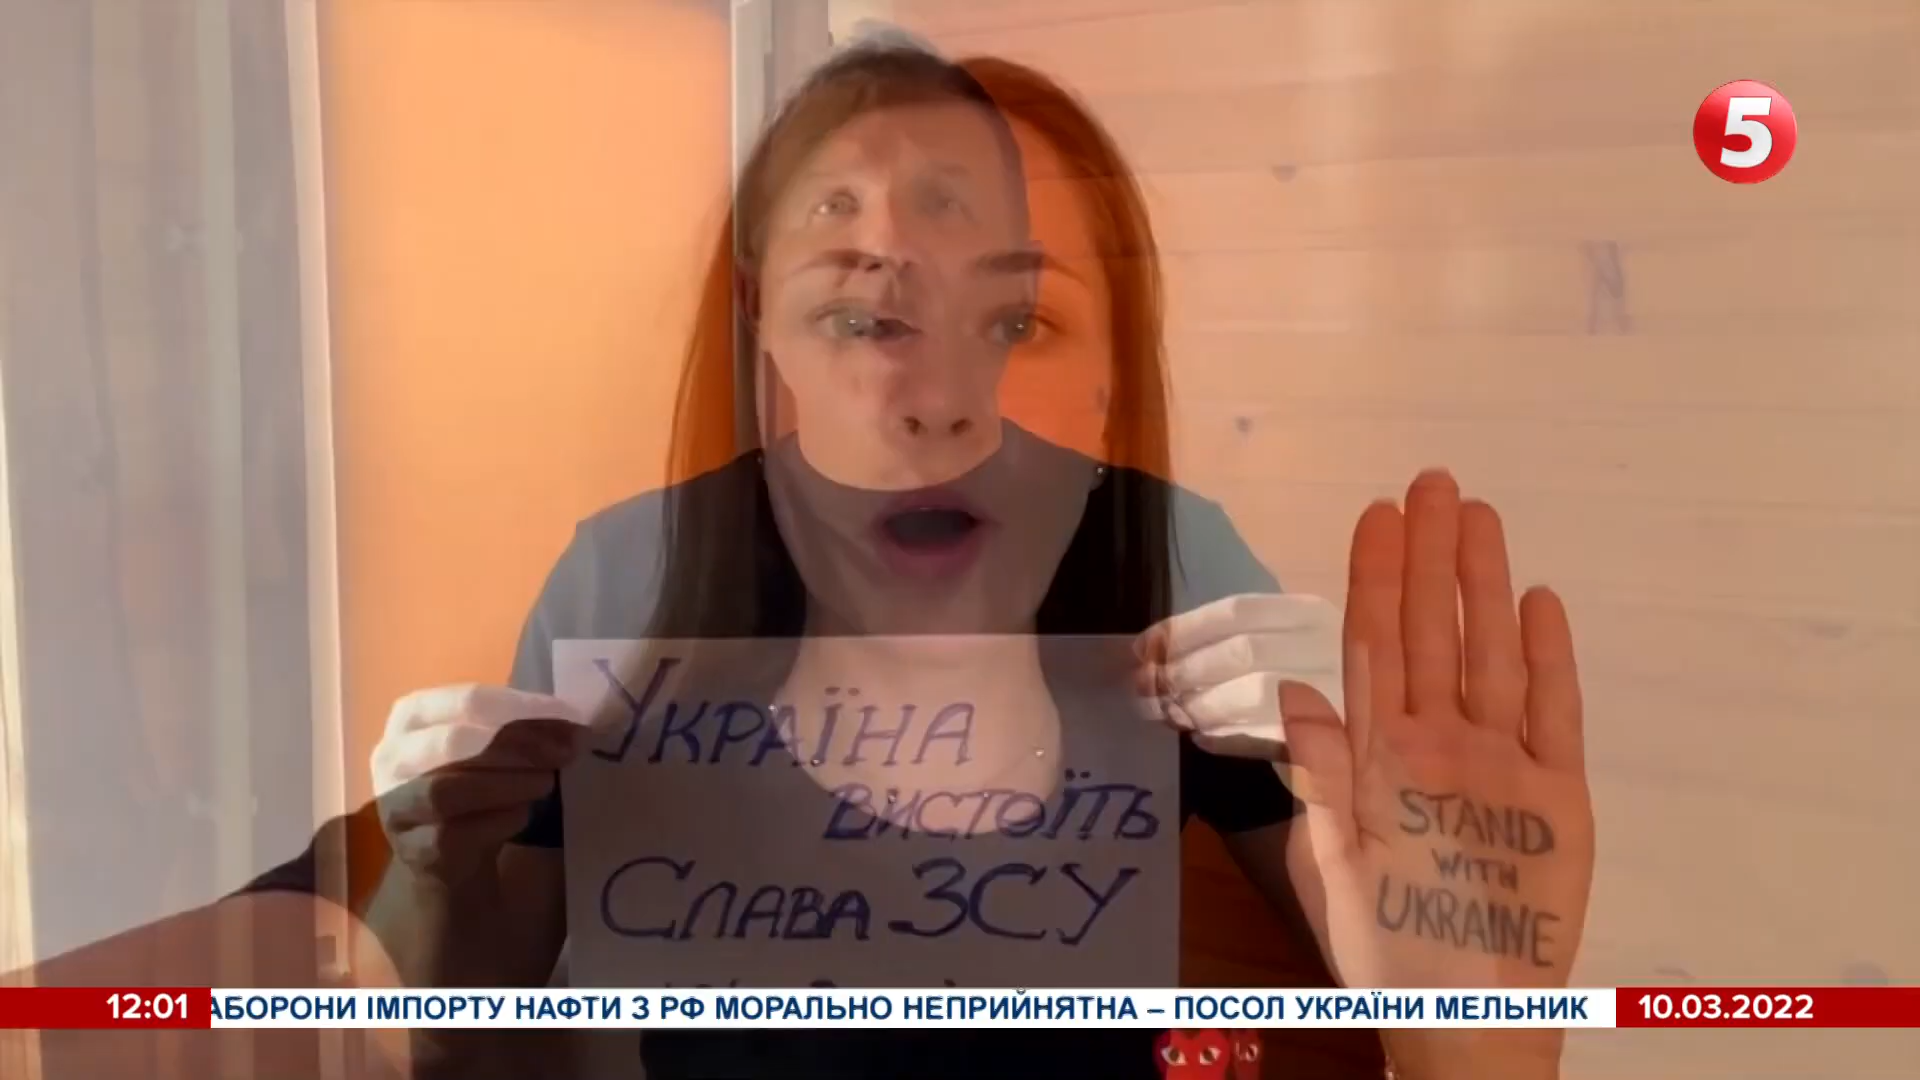 5
УКРАЇНА
ВИСТОЇТЬ
СЛАВА ЗСУ
STAND
WITH
UKRAINE
12:01 АБОРОНИ ІМПОРТУ НАФТИ З РФ МОРАЛЬНО НЕПРИЙНЯТНА – ПОСОЛ УКРАЇНИ МЕЛЬНИК 10.03.2022